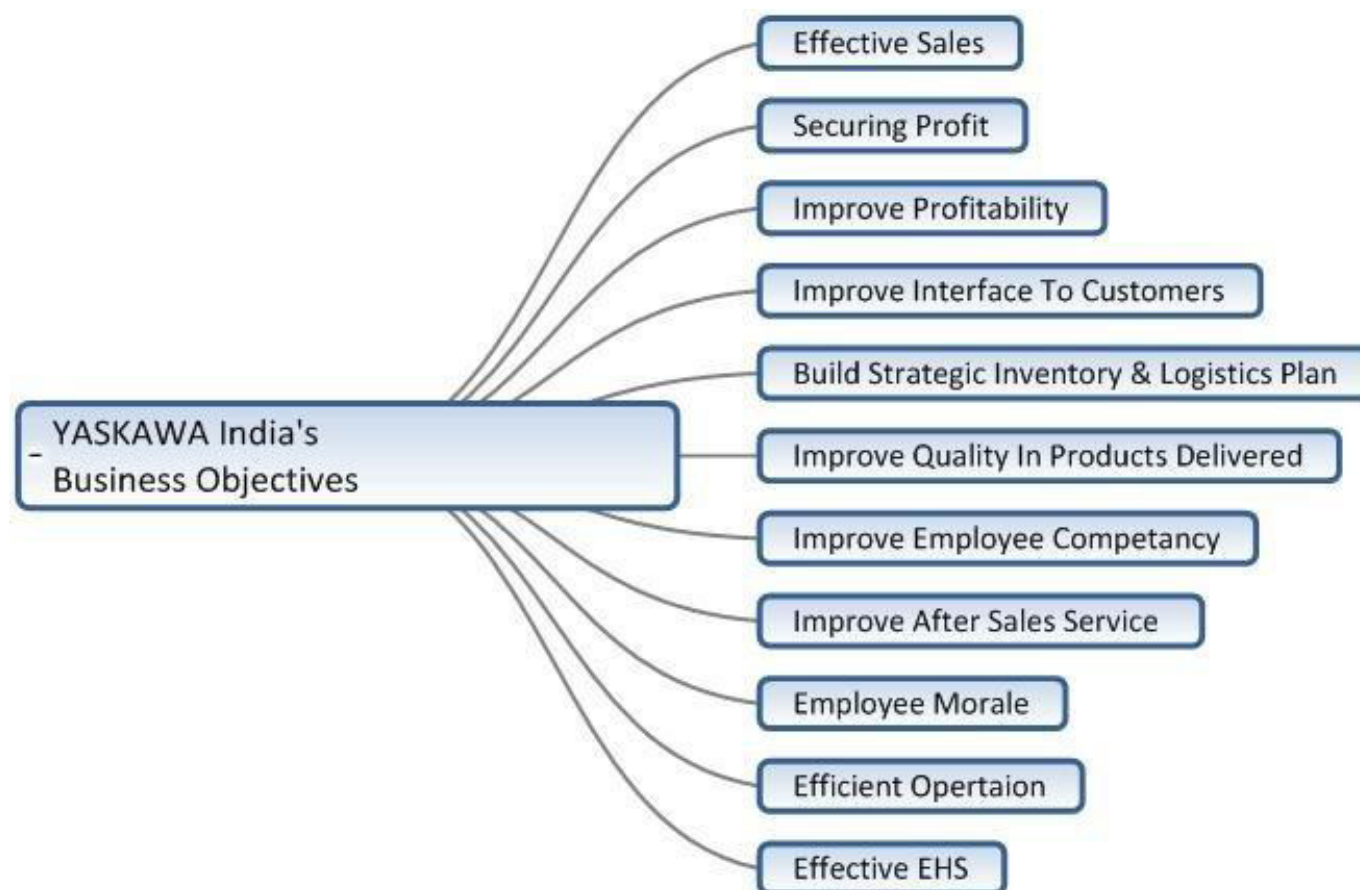 Effective Sales
Securing Profit
Improve Profitability
Improve Interface To Customers
Build Strategic Inventory & Logistics Plan
YASKAWA India's
Business Objectives
Improve Quality In Products Delivered
Improve Employee Competancy
Improve After Sales Service
Employee Morale
Efficient Opertaion
Effective EHS